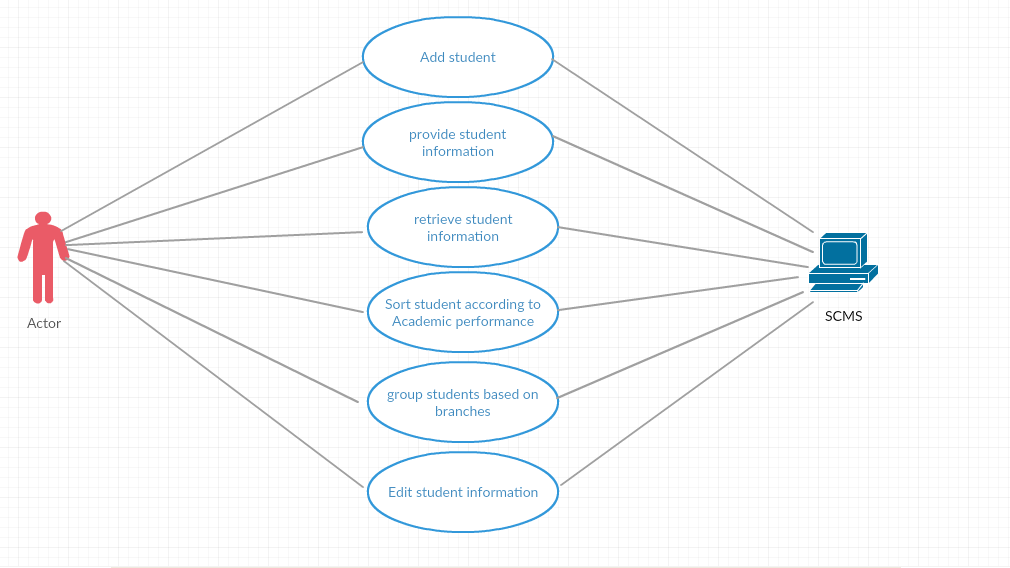 Add student
provide student
information
retrieve student
information
Sort student according to
Academic performance
group students based on
branches
Edit student information
Actor
SCMS